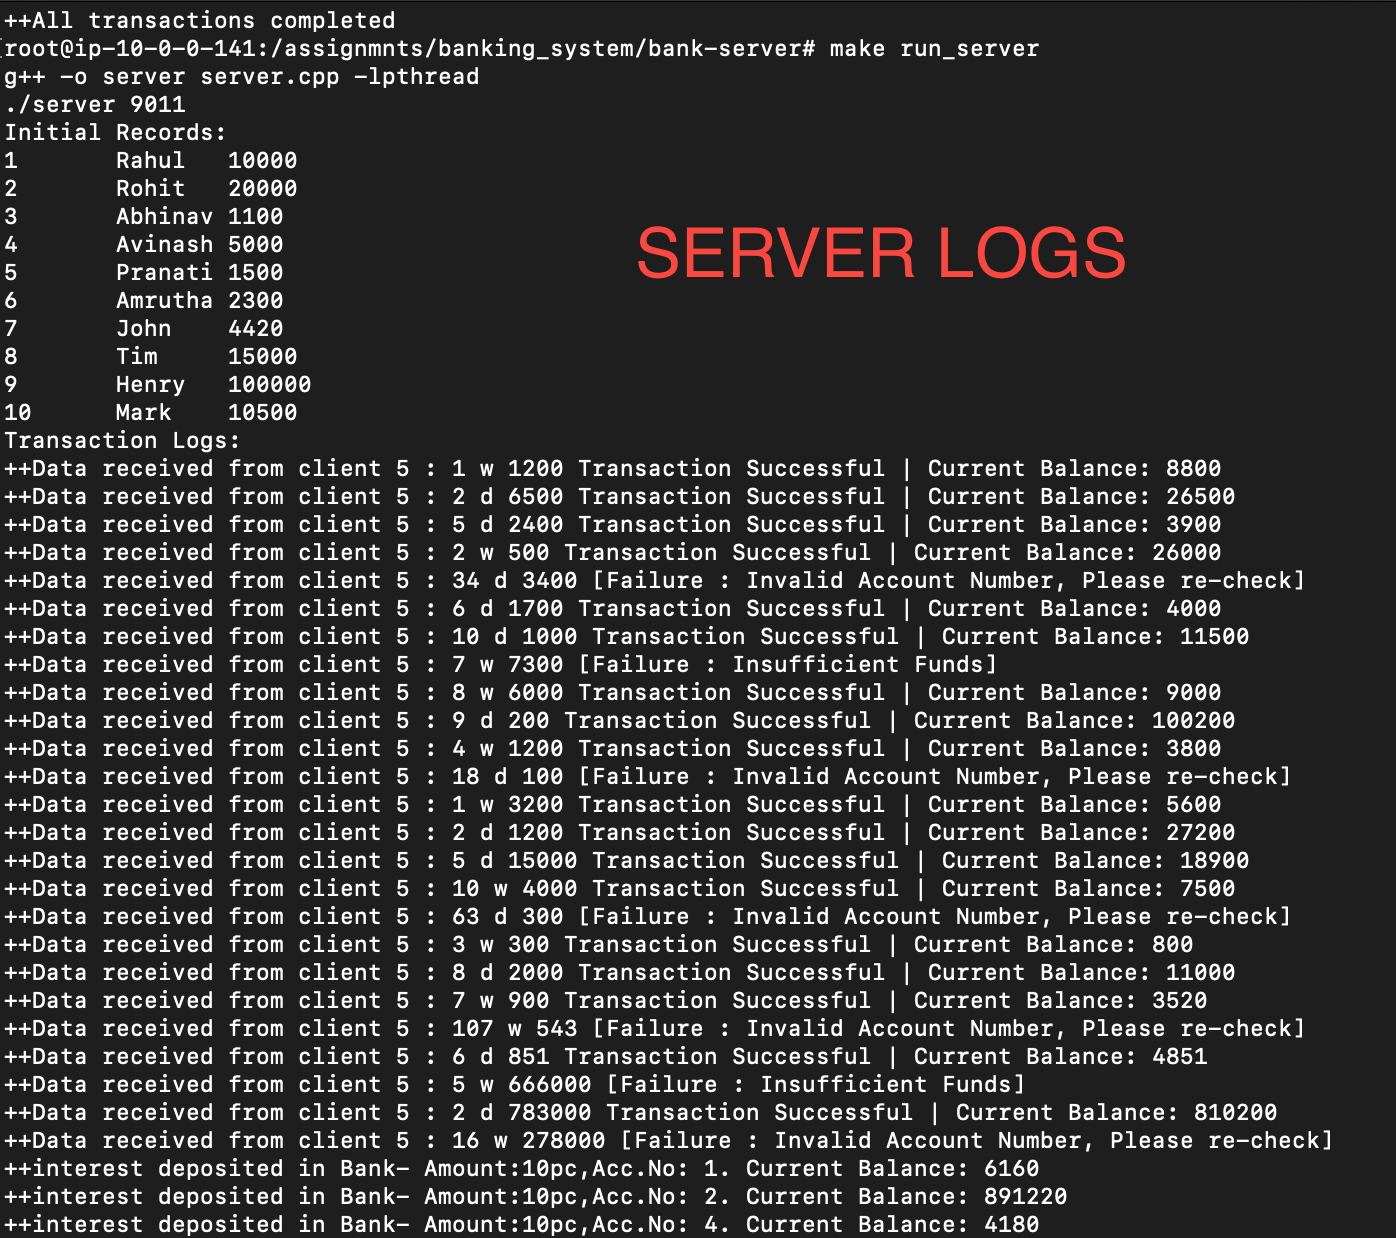 ++All transactions completed
root@ip-10-0-0-141:/assignmnts/banking_system/bank-server# make run_server
g++ -o server server.cpp -lpthread
./server 9011
Initial Records:
1 Rahul 10000
2 Rohit 20000
3 Abhinav 1100
4 Avinash 5000
5 Pranati 1500
6 Amrutha 2300
7 John 4420
8 Tim 15000
9 Henry 100000
10 Mark 10500
SERVER LOGS
Transaction Logs:
++Data received from client 5 : 1 w 1200 Transaction Successful | Current Balance: 8800
++Data received from client 5 : 2 d 6500 Transaction Successful | Current Balance: 26500
++Data received from client 5 : 5 d 2400 Transaction Successful | Current Balance: 3900
++Data received from client 5 : 2 w 500 Transaction Successful | Current Balance: 26000
++Data received from client 5 : 34 d 3400 [Failure : Invalid Account Number, Please re-check]
++Data received from client 5 : 6 d 1700 Transaction Successful | Current Balance: 4000
++Data received from client 5 : 10 d 1000 Transaction Successful | Current Balance: 11500
++Data received from client 5 : 7 w 7300 [Failure : Insufficient Funds]
++Data received from client 5 : 8 w 6000 Transaction Successful | Current Balance: 9000
++Data received from client 5 : 9 d 200 Transaction Successful | Current Balance: 100200
++Data received from client 5 : 4 w 1200 Transaction Successful | Current Balance: 3800
++Data received from client 5 : 18 d 100 [Failure : Invalid Account Number, Please re-check]
++Data received from client 5 : 1 w 3200 Transaction Successful | Current Balance: 5600
++Data received from client 5 : 2 d 1200 Transaction Successful | Current Balance: 27200
++Data received from client 5 : 5 d 15000 Transaction Successful | Current Balance: 18900
++Data received from client 5 : 10 w 4000 Transaction Successful | Current Balance: 7500
++Data received from client 5 : 63 d 300 [Failure : Invalid Account Number, Please re-check]
++Data received from client 5 : 3 w 300 Transaction Successful | Current Balance: 800
++Data received from client 5 : 8 d 2000 Transaction Successful | Current Balance: 11000
++Data received from client 5 : 7 w 900 Transaction Successful | Current Balance: 3520
++Data received from client 5 : 107 w 543 [Failure : Invalid Account Number, Please re-check]
++Data received from client 5 : 6 d 851 Transaction Successful | Current Balance: 4851
++Data received from client 5 : 5 w 666000 [Failure : Insufficient Funds]
++Data received from client 5 : 2 d 783000 Transaction Successful | Current Balance: 810200
++Data received from client 5 : 16 w 278000 [Failure : Invalid Account Number, Please re-check]
++interest deposited in Bank- Amount:10pc,Acc.No: 1. Current Balance: 6160
++interest deposited in Bank- Amount:10pc,Acc.No: 2. Current Balance: 891220
++interest deposited in Bank- Amount:10pc,Acc.No: 4. Current Balance: 4180